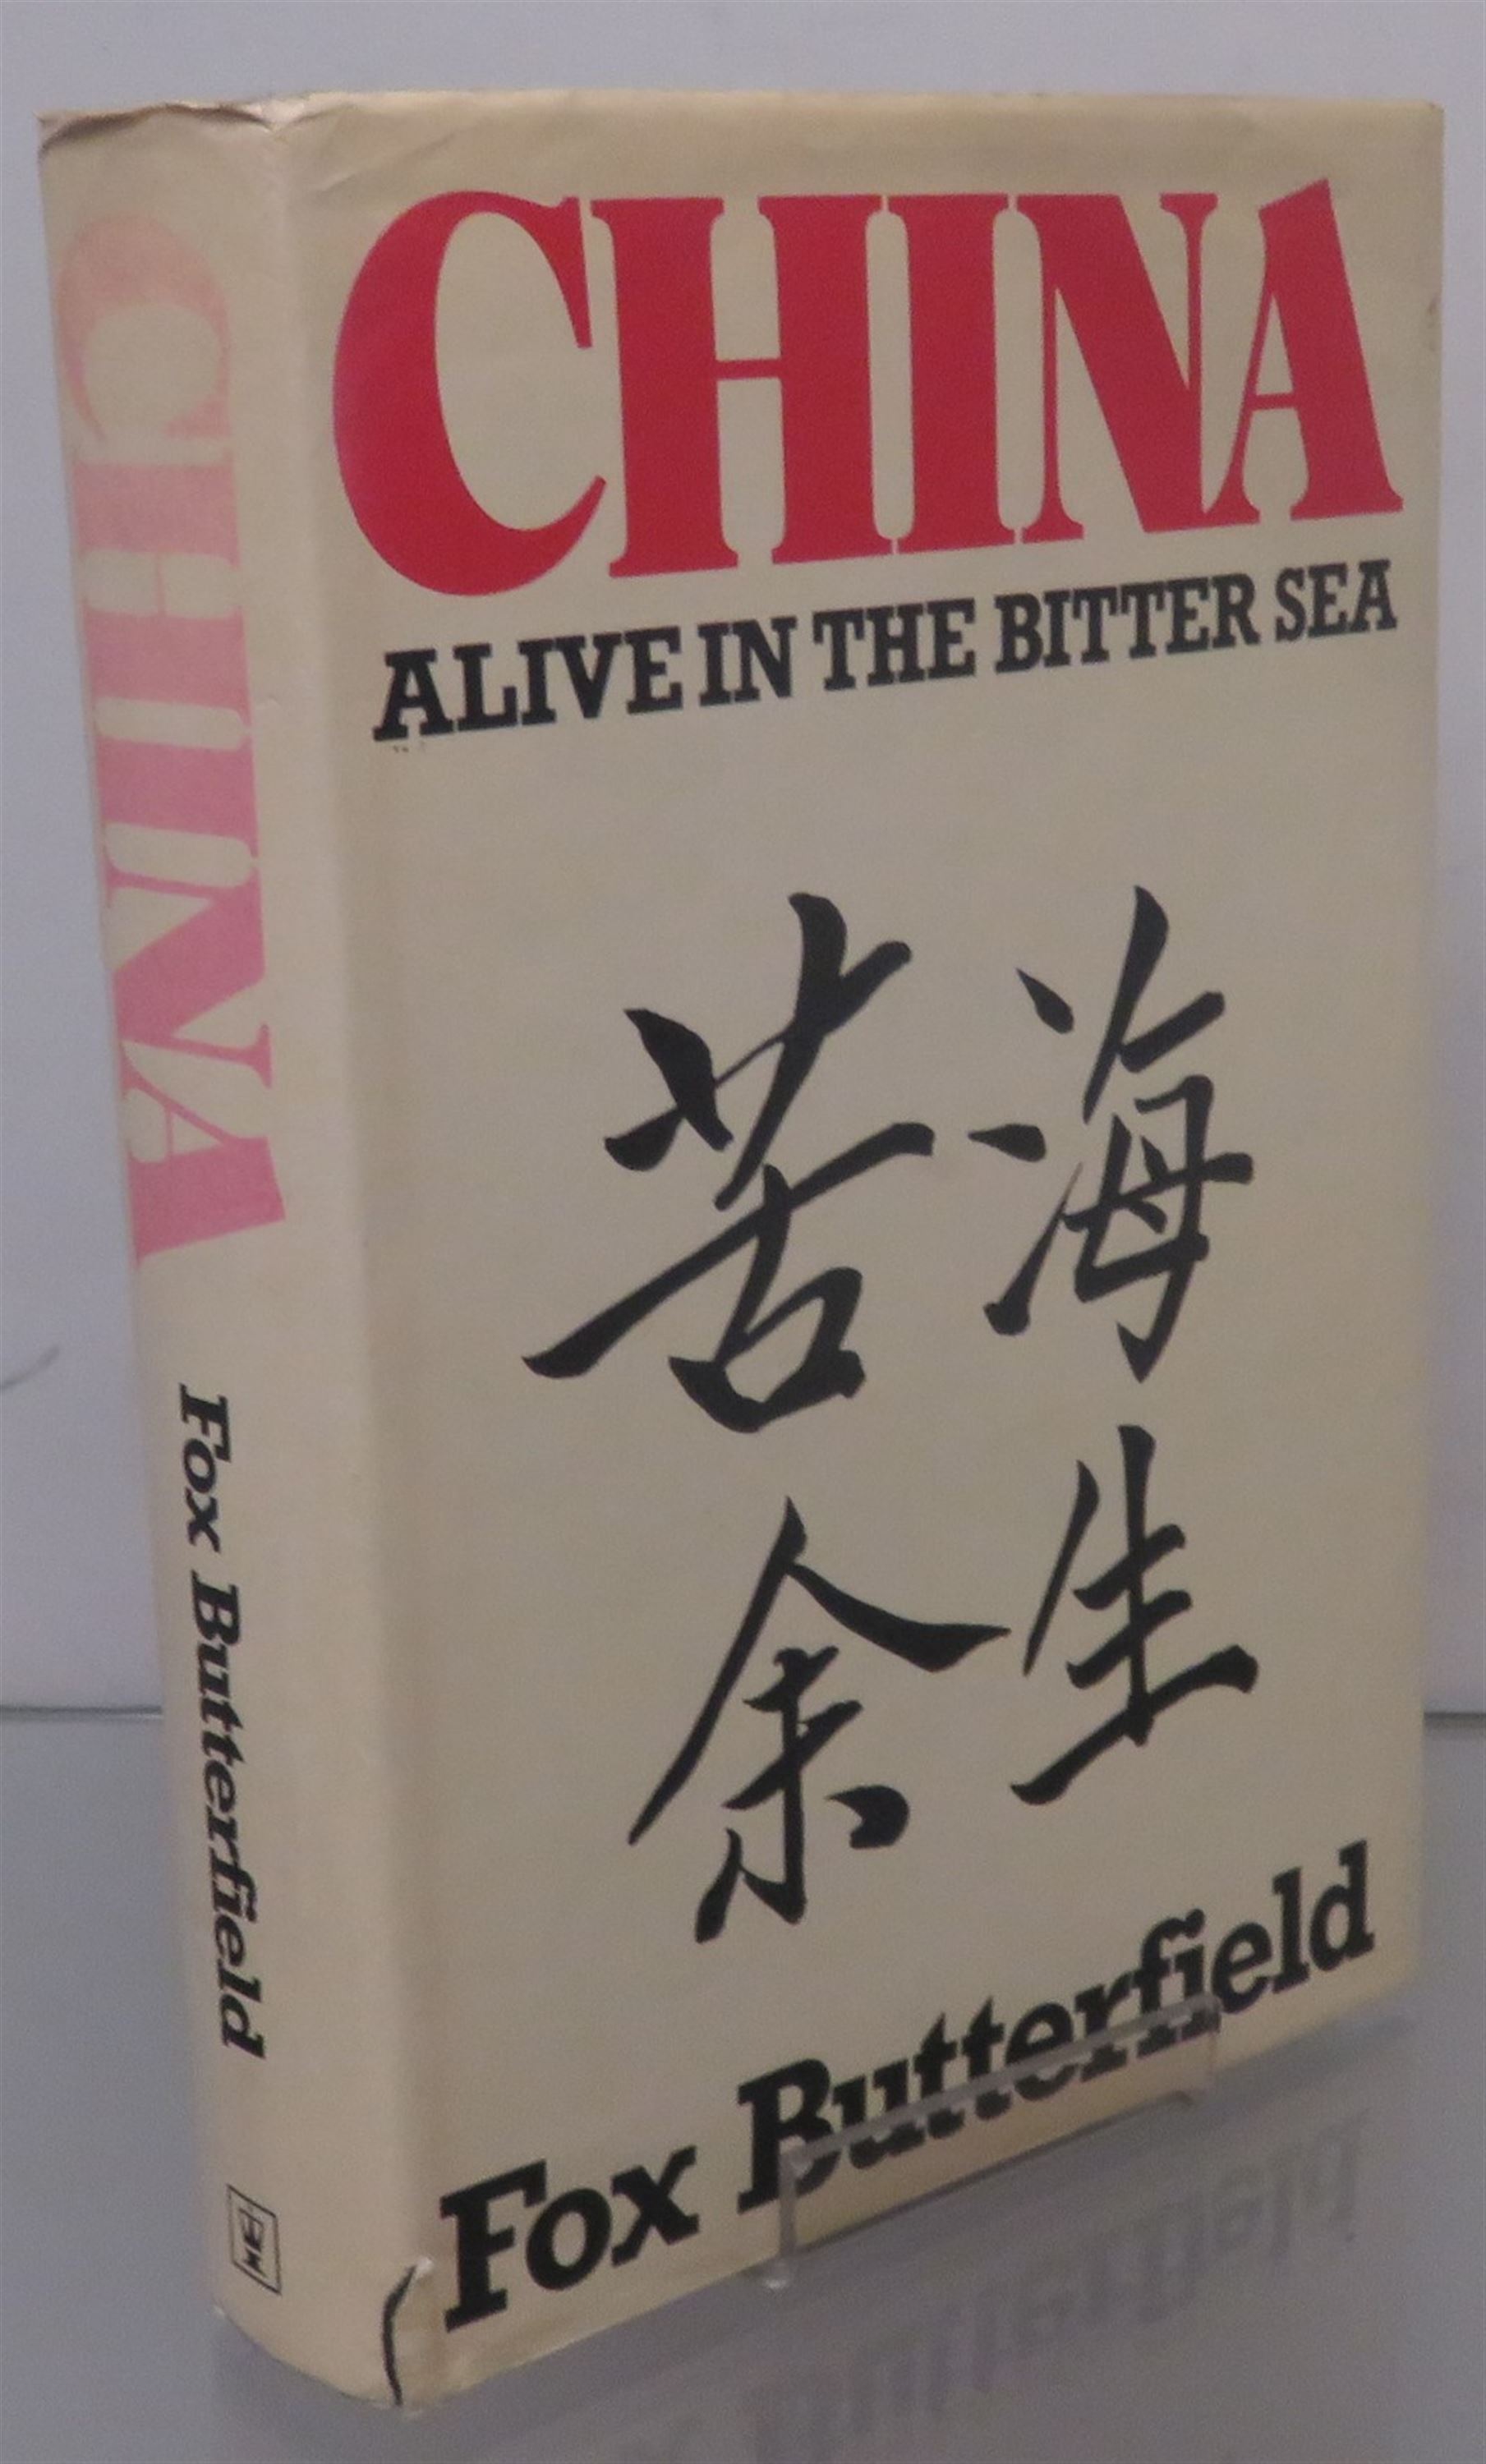 CHINA
ALIVE IN THE BITTER SEA
苦海
余生
Fox Butterfield
CHINA
Fox Butterfield